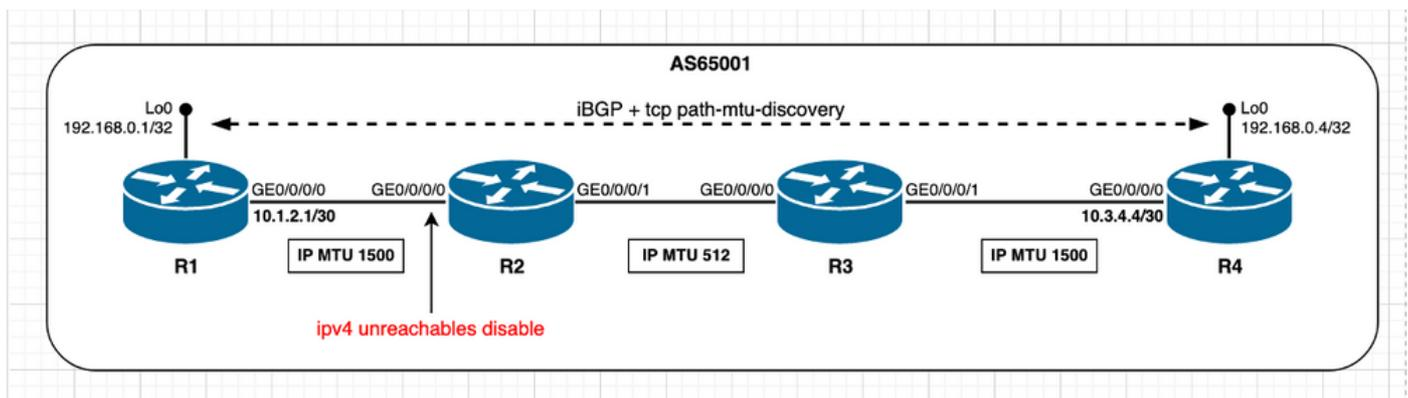 AS65001
iBGP + tcp path-mtu-discovery
Lo0
192.168.0.1/32
Lo0
192.168.0.4/32
GE0/0/0/0
GE0/0/0/0
GE0/0/0/1
GE0/0/0/0
GE0/0/0/1
GE0/0/0/0
10.1.2.1/30
10.3.4.4/30
IP MTU 1500
IP MTU 512
IP MTU 1500
R1
R2
R3
R4
ipv4 unreachables disable